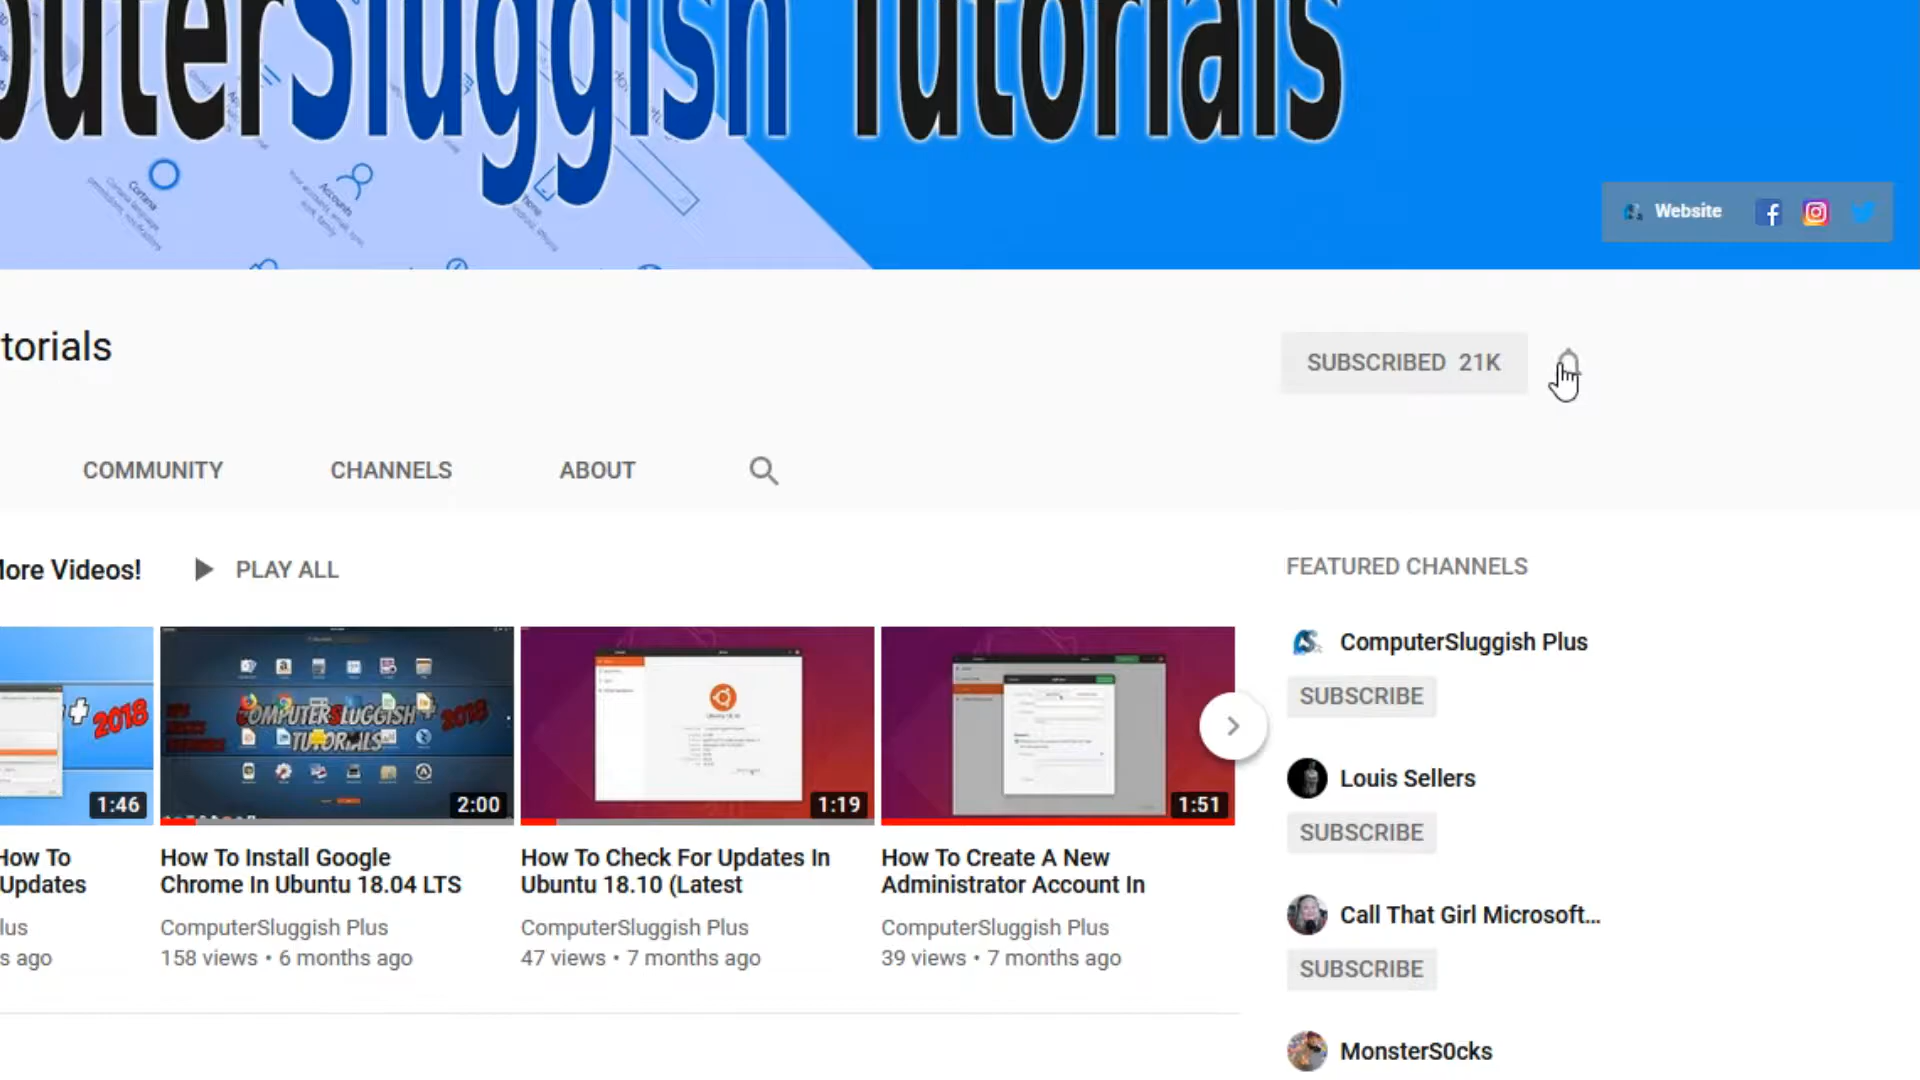 puterSluggish Tutorials
Website
torials
SUBSCRIBED 21K
COMMUNITY
CHANNELS
ABOUT
More Videos!
PLAY ALL
FEATURED CHANNELS
ComputerSluggish Plus
SUBSCRIBE
Louis Sellers
SUBSCRIBE
Call That Girl Microsoft...
SUBSCRIBE
MonsterS0cks
+ 2018
1:46
COMPUTERSLUGGISH + 2018
TUTORIALS
2:00
1:19
1:51
How To
Updates
lus
s ago
How To Install Google
Chrome In Ubuntu 18.04 LTS
ComputerSluggish Plus
158 views • 6 months ago
How To Check For Updates In
Ubuntu 18.10 (Latest
ComputerSluggish Plus
47 views • 7 months ago
How To Create A New
Administrator Account In
ComputerSluggish Plus
39 views • 7 months ago
Cortana
Accounts